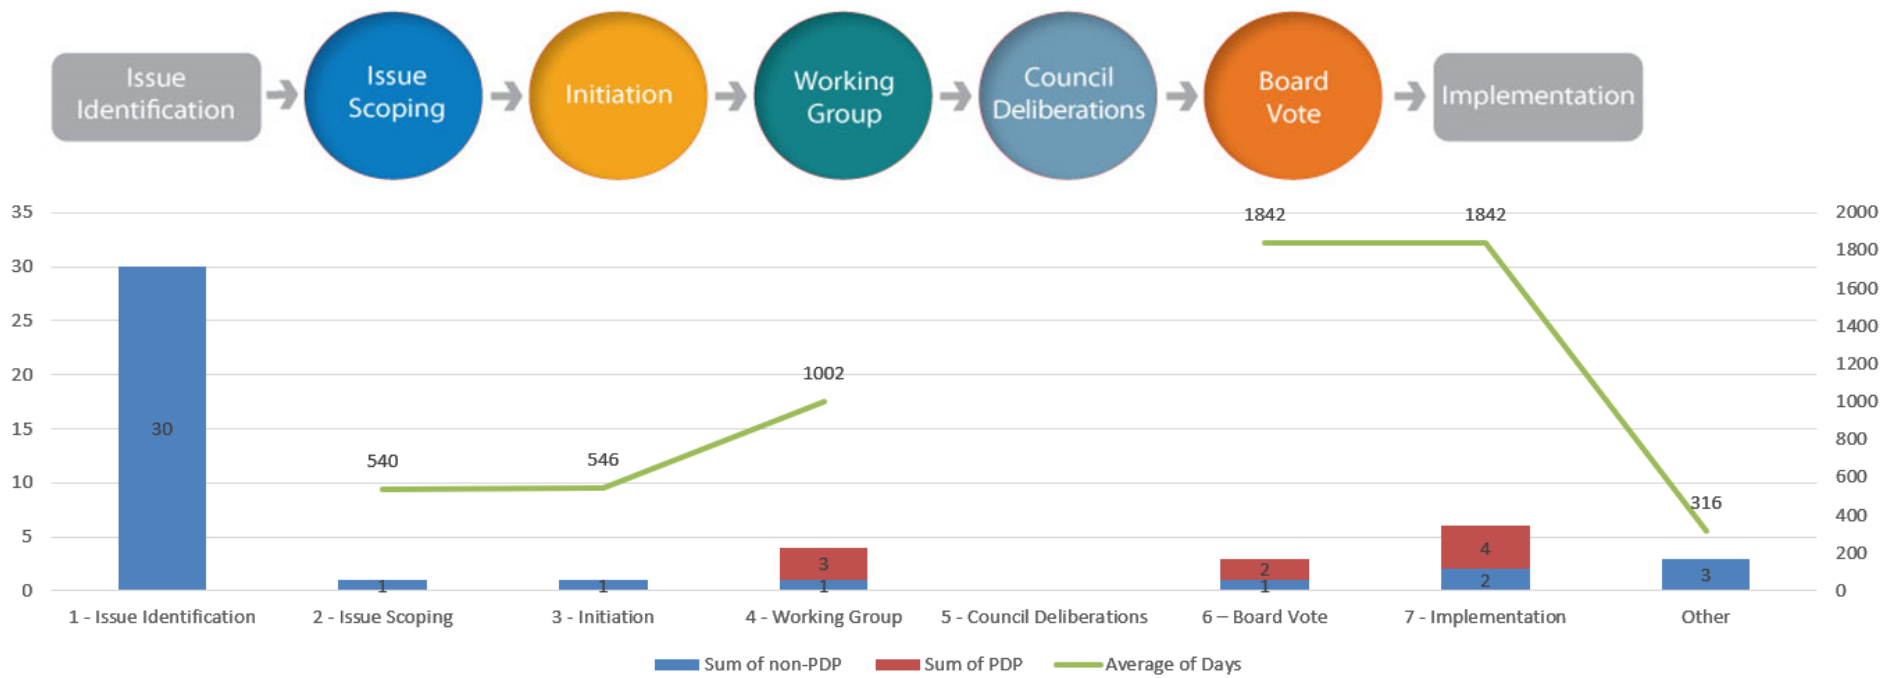 Issue
Identification
Issue
Scoping
Initiation
Working
Group
Council
Deliberations
Board
Vote
Implementation
35
30
25
20
15
10
5
0
2000
1800
1600
1400
1200
1000
800
600
400
200
0
30
540
1
546
1
1002
3
1
1842
2
1
1842
4
2
316
3
1 - Issue Identification
2 - Issue Scoping
3 - Initiation
4 - Working Group
5 - Council Deliberations
6 – Board Vote
7 - Implementation
Other
Sum of non-PDP
Sum of PDP
Average of Days